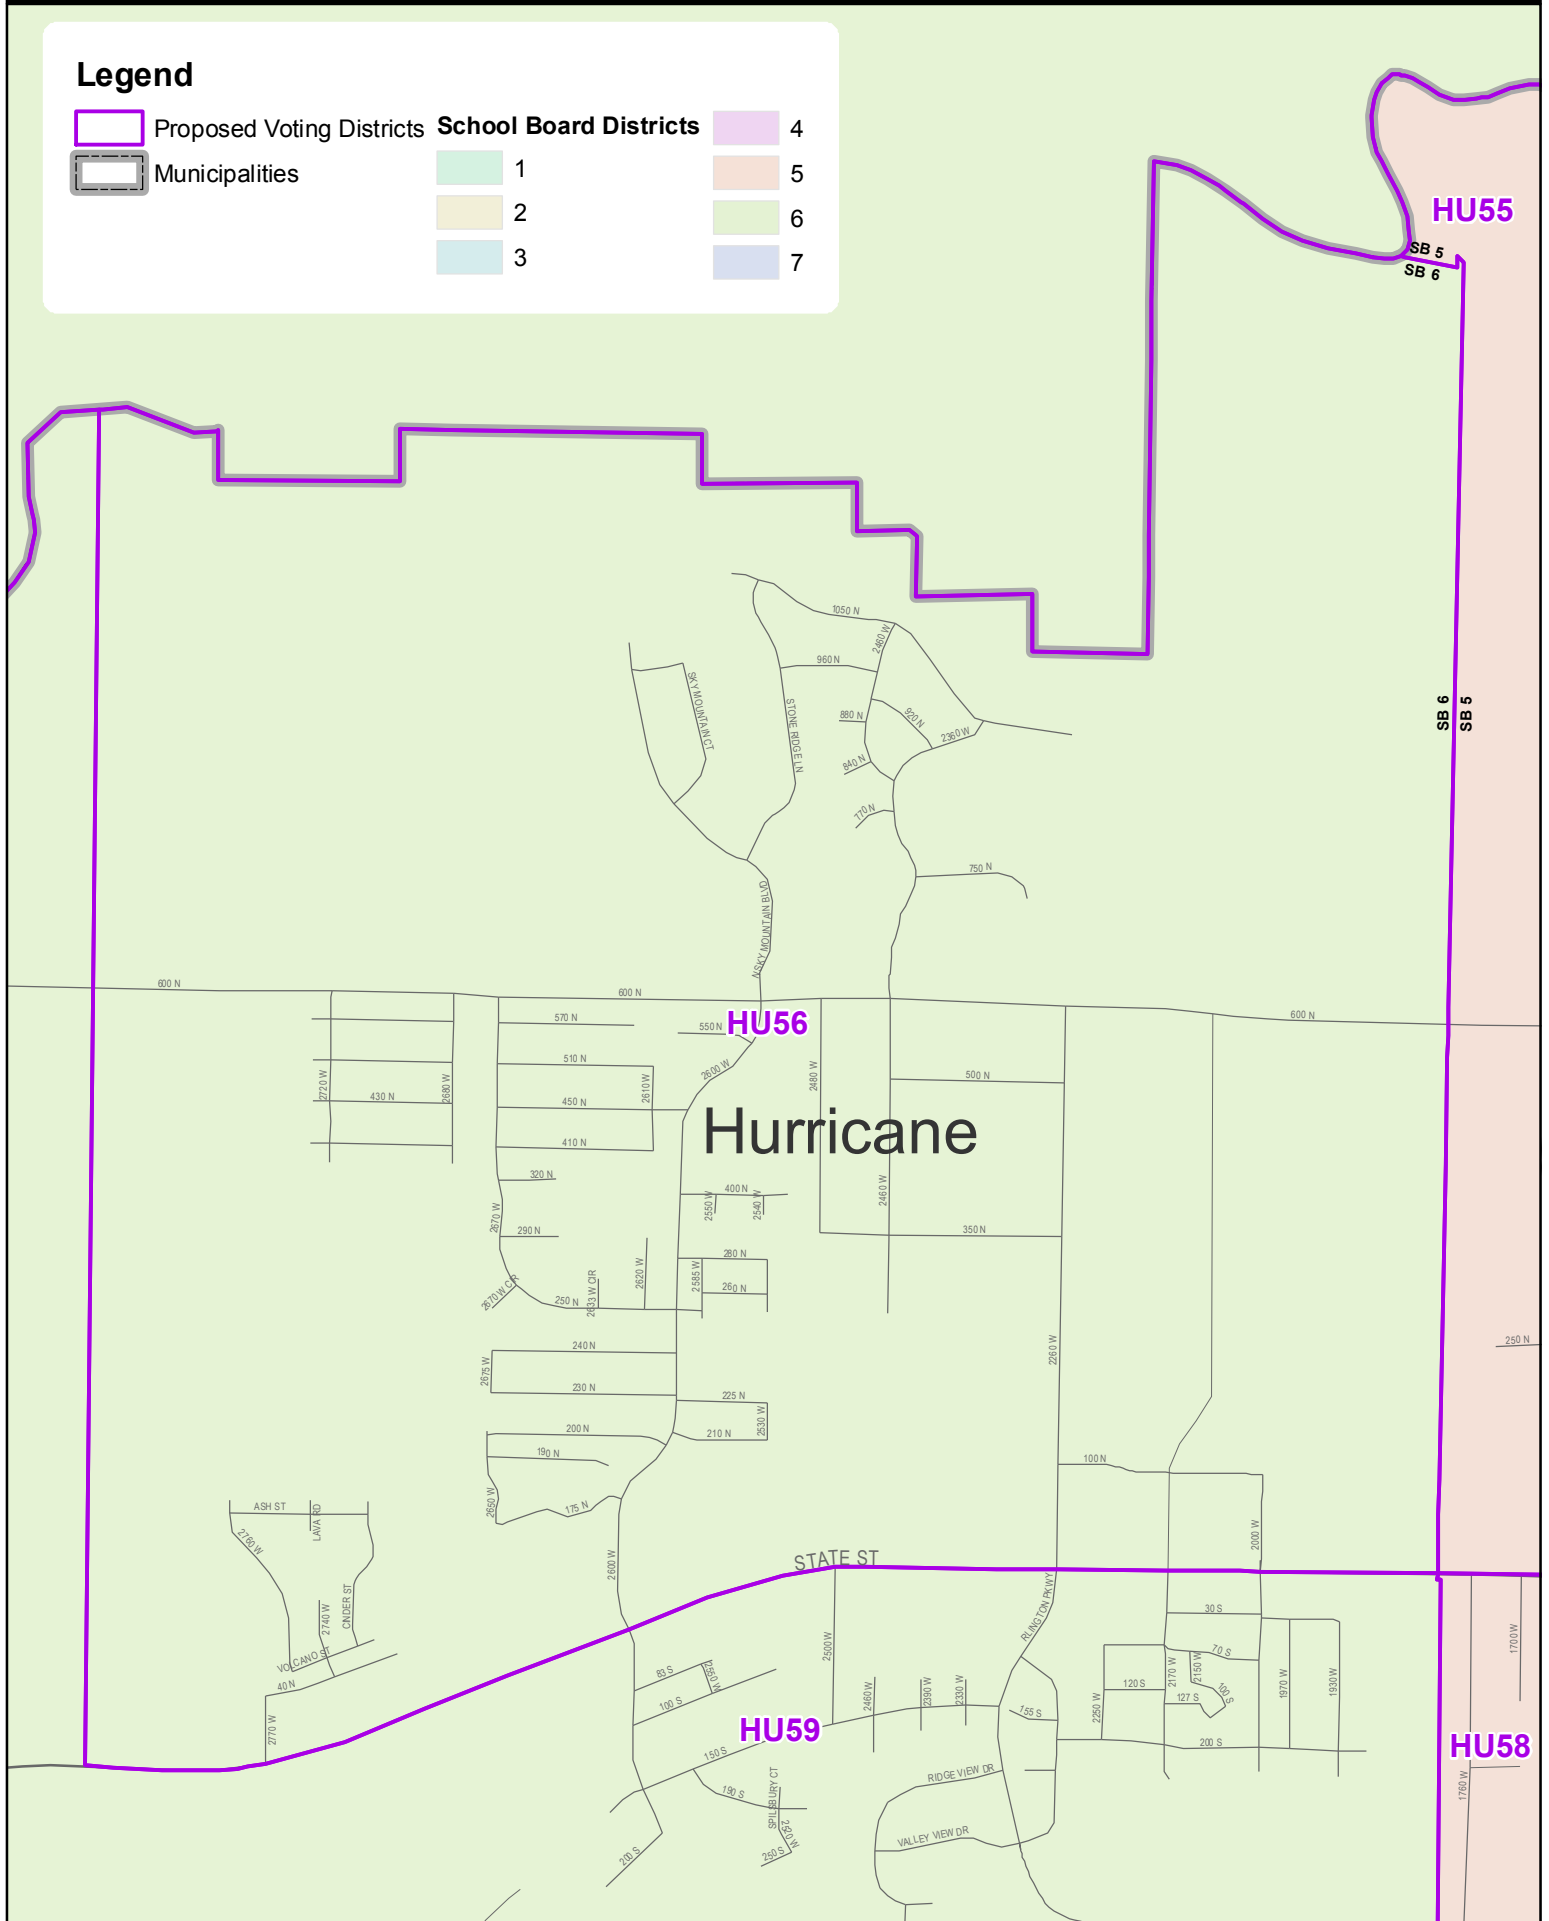 Legend
Proposed Voting Districts
Municipalities
School Board Districts
1
2
3
4
5
6
7
HU55
SB 5
SB 6
SB 6
SB 5
1050 N
2460 W
960 N
SKY MOUNTAIN CT
STONE RIDGE LN
880 N
920 N
2360 W
840 N
770 N
750 N
N SKY MOUNTAIN BLVD
600 N
600 N
600 N
HU56
570 N
550 N
510 N
2600 W
2720 W
2680 W
2610 W
2480 W
500 N
430 N
450 N
Hurricane
410 N
320 N
400 N
2550 W
2540 W
2460 W
2670 W
290 N
350 N
280 N
2620 W
2585 W
2670 W CIR
2633 W CIR
260 N
250 N
250 N
240 N
2260 W
2675 W
230 N
225 N
2530 W
200 N
210 N
190 N
100 N
2650 W
175 N
ASH ST
LAVA RD
2760 W
2000 W
STATE ST
2600 W
2740 W
CINDER ST
RLINGTON PKWY
30 S
1700 W
2500 W
70 S
VOLCANO ST
83 S
2550 W
2170 W
2150 W
1970 W
1930 W
40 N
100 S
2460 W
2390 W
2330 W
120 S
127 S
100 S
2250 W
155 S
2770 W
HU59
200 S
HU58
150 S
RIDGE VIEW DR
190 S
SPILSBURY CT
1760 W
2520 W
VALLEY VIEW DR
200 S
250 S